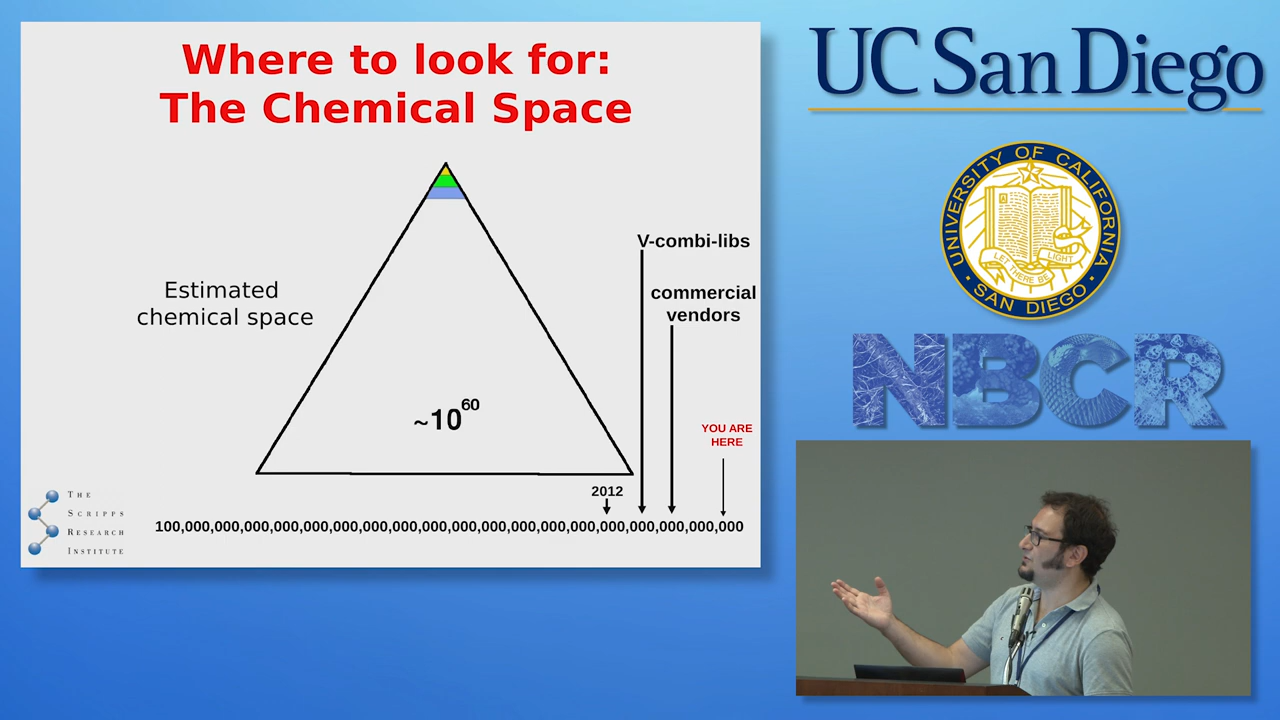 Where to look for:
The Chemical Space
Estimated
chemical space
~10^60
V-combi-libs
commercial
vendors
YOU ARE
HERE
2012
100,000,000,000,000,000,000,000,000,000,000,000,000,000,000,000,000,000,000,000
THE
SCRIPPS
RESEARCH
INSTITUTE
UC San Diego
UNIVERSITY OF CALIFORNIA
LET THERE BE
LIGHT
SAN DIEGO
NBCR